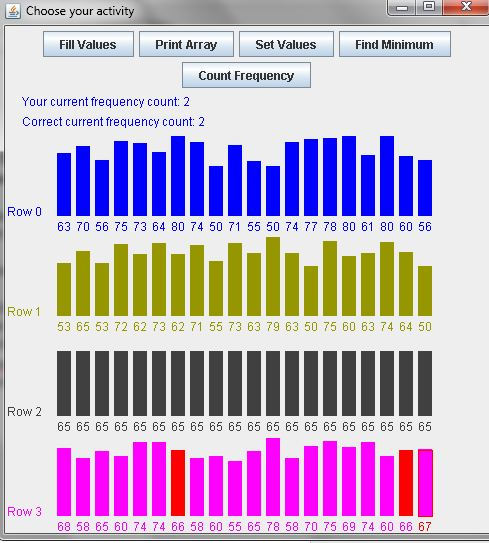 Choose your activity
Fill Values Print Array Set Values Find Minimum
Count Frequency
Your current frequency count: 2
Correct current frequency count: 2
Row 0 63 70 56 75 73 64 80 74 50 71 55 50 74 77 78 80 61 80 60 56
Row 1 53 65 53 72 62 73 62 71 55 73 63 79 63 50 75 60 63 74 64 50
Row 2 65 65 65 65 65 65 65 65 65 65 65 65 65 65 65 65 65 65 65 65
Row 3 68 58 65 60 74 74 66 58 60 55 65 78 58 70 75 69 74 60 66 67